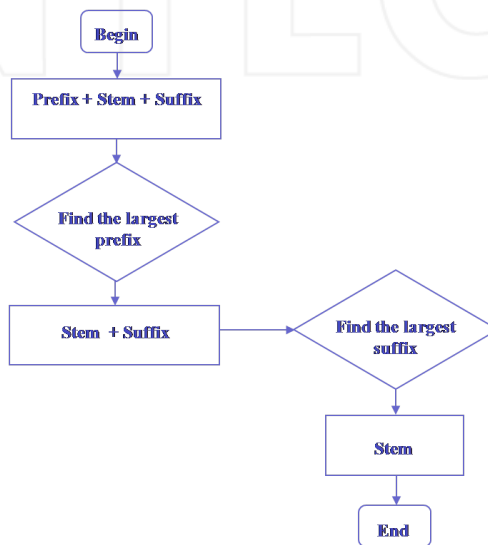 Begin
Prefix + Stem + Suffix
Find the largest
prefix
Stem + Suffix
Find the largest
suffix
Stem
End